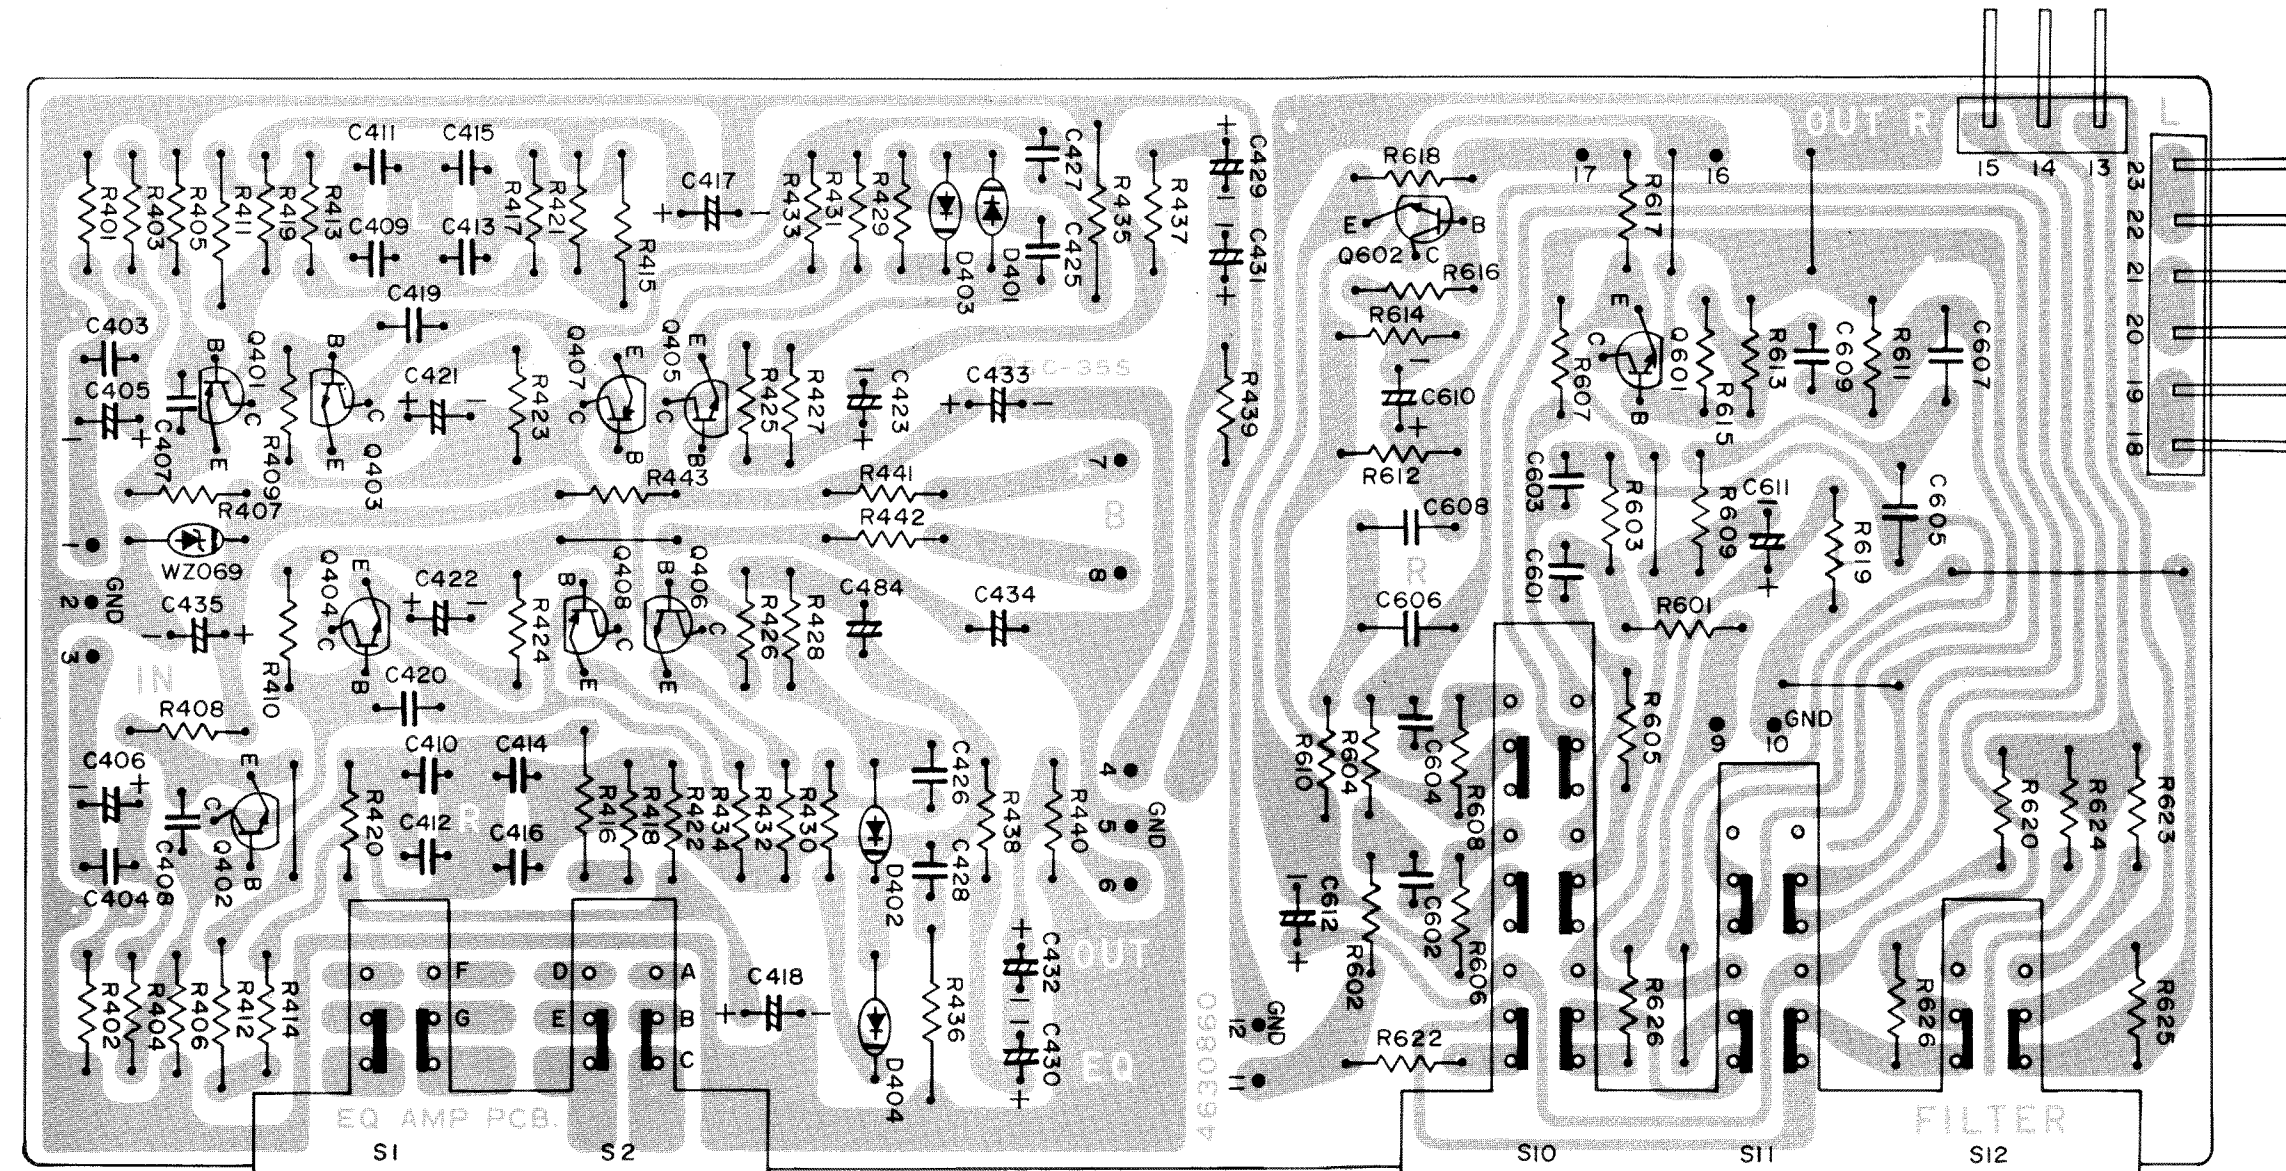 OUT R
L
C411
C415
R401
R403
R405
R411
R419
R413
C409
C413
R417
R421
R415
+
C417
−
R433
R431
R429
D403
D401
C427
C425
R435
R437
+
C429
−
−
C431
+
R618
E
B
C
Q602
R616
R614
17
16
R617
15
14
13
23
22
21
20
19
18
L
C419
C403
C405
−
+
C407
B
C
E
Q401
R409
B
C
E
Q403
+
C421
−
R423
Q407
E
C
B
Q405
E
C
B
R425
R427
−
C423
+
C433
+
−
©SC-355
R439
−
C610
+
R612
R607
E
C
B
Q601
R615
R613
C609
R611
C607
R407
R443
R441
R442
7
B
8
C608
R
C606
C603
C601
R603
R609
C611
+
R619
C605
R601
1
WZ069
GND
2
C435
−
+
3
IN
R410
Q404
E
C
B
+
C422
−
R424
B
Q408
C
E
B
Q406
C
E
R426
R428
C484
C434
C420
R408
C406
−
+
C404
C408
E
C
B
Q402
R420
C410
C414
C412
R
C416
R416
R418
R422
R434
R432
R430
D402
C426
C428
R438
R440
4
5
GND
6
R610
R604
C604
R608
R605
9
10
GND
R620
R624
R623
−
C612
+
R602
C602
R606
R402
R404
R406
R412
R414
F
D
A
G
E
B
C
+
C418
−
D404
R436
+
C432
−
−
C430
+
OUT
EQ
4630860
12
GND
11
R622
R626
R626
R625
EQ AMP PCB.
FILTER
S1
S2
S10
S11
S12